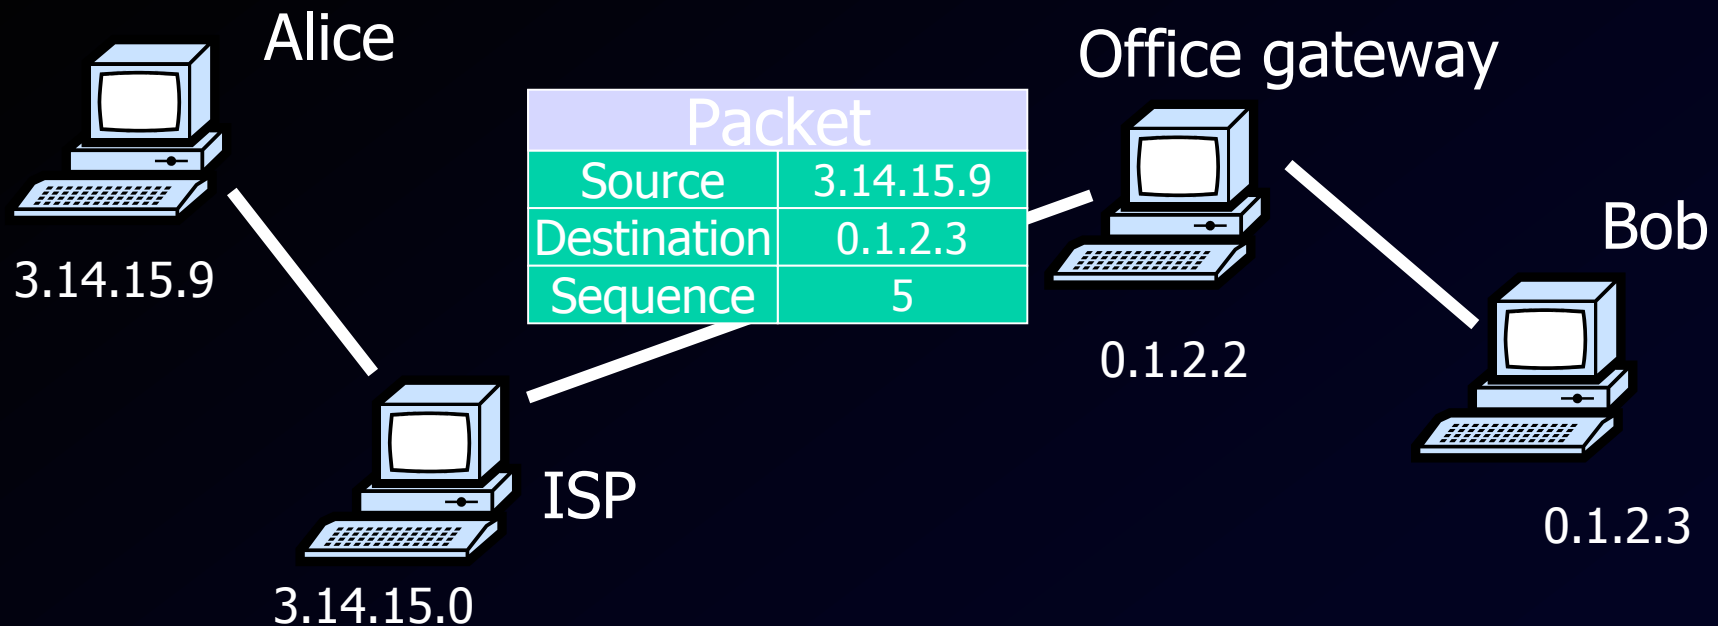 Alice
3.14.15.9
Packet
Source 3.14.15.9
Destination 0.1.2.3
Sequence 5
ISP
3.14.15.0
Office gateway
0.1.2.2
Bob
0.1.2.3